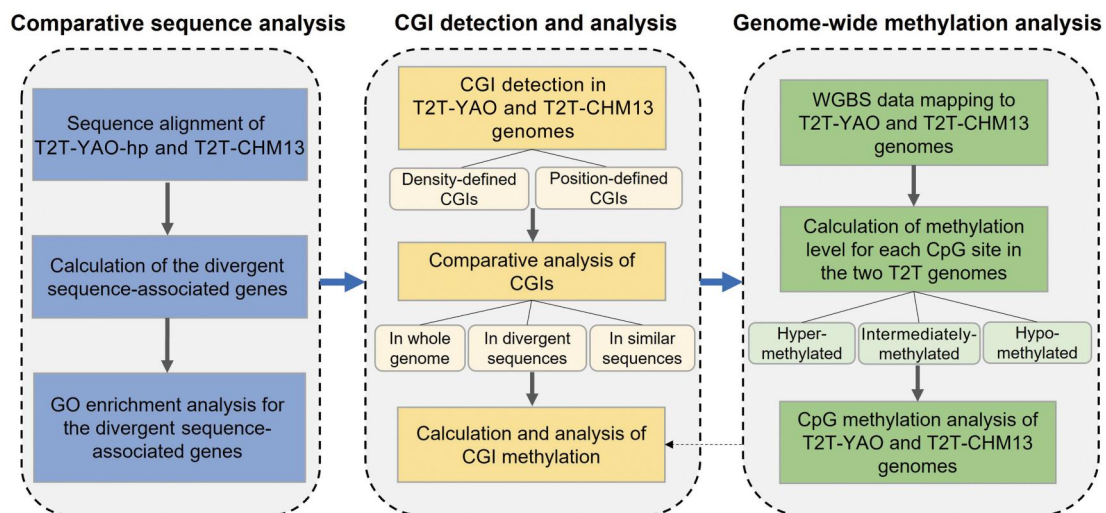 Comparative sequence analysis
Sequence alignment of
T2T-YAO-hp and T2T-CHM13
Calculation of the divergent
sequence-associated genes
GO enrichment analysis for
the divergent sequence-
associated genes
CGI detection and analysis
CGI detection in
T2T-YAO and T2T-CHM13
genomes
Density-defined
CGIs
Position-defined
CGIs
Comparative analysis of
CGIs
In whole
genome
In divergent
sequences
In similar
sequences
Calculation and analysis of
CGI methylation
Genome-wide methylation analysis
WGBS data mapping to
T2T-YAO and T2T-CHM13
genomes
Calculation of methylation
level for each CpG site in
the two T2T genomes
Hyper-
methylated
Intermediately-
methylated
Hypo-
methylated
CpG methylation analysis of
T2T-YAO and T2T-CHM13
genomes